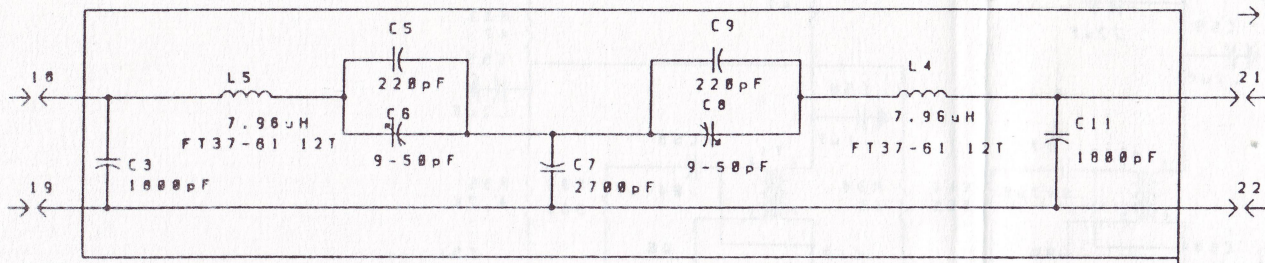 C5
C9
18
L5
220pF
220pF
L4
21
C6
C8
7.96uH
7.96uH
C11
FT37-61 12T
9-50pF
9-50pF
FT37-61 12T
1800pF
C3
C7
1800pF
2700pF
19
22